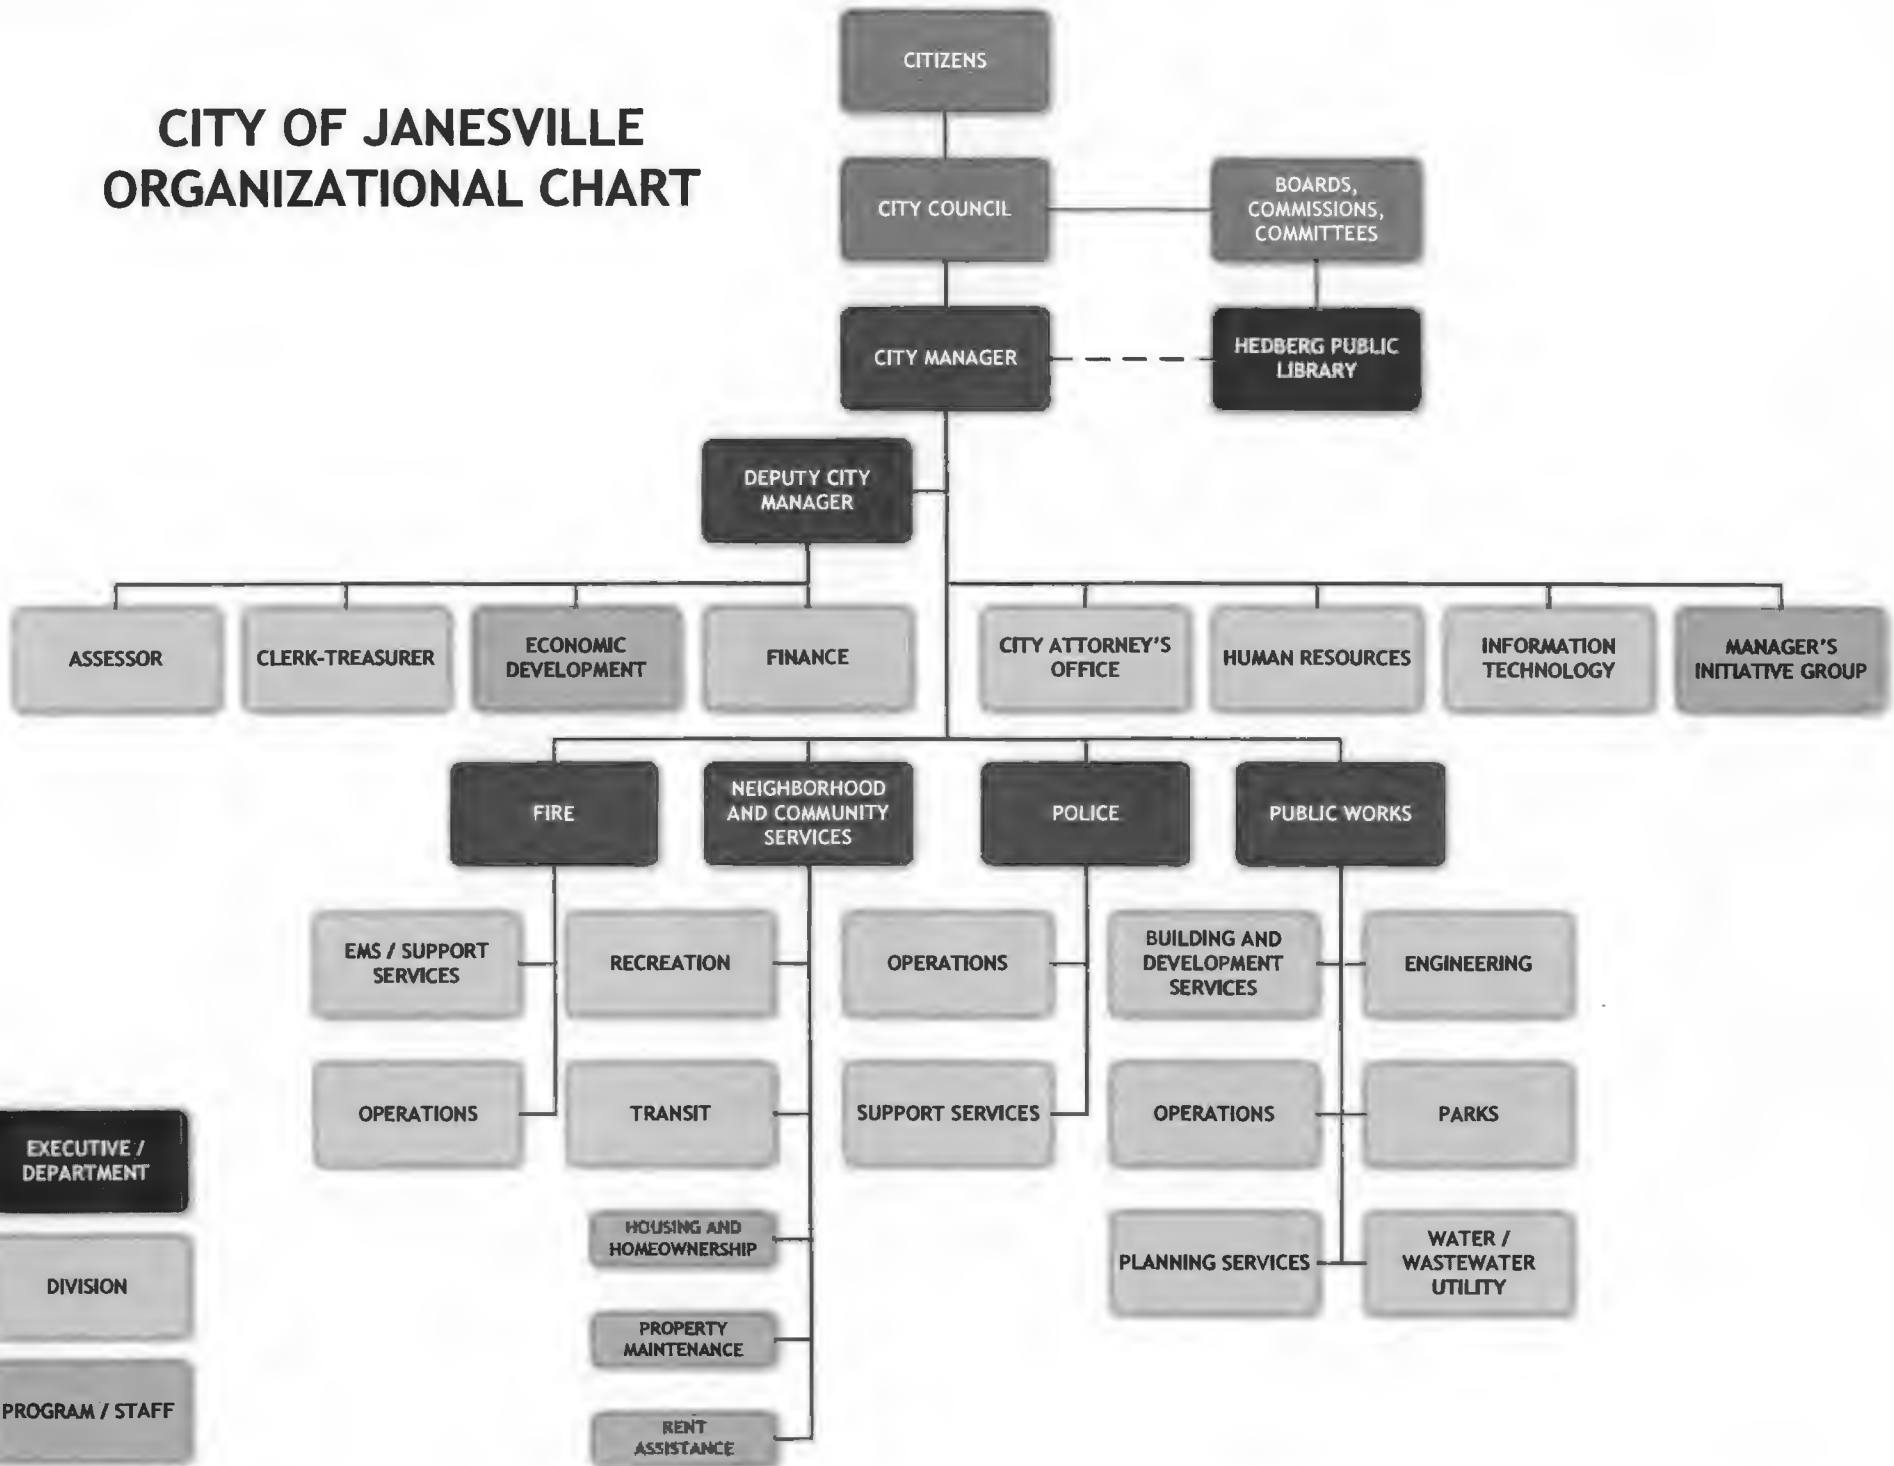 CITY OF JANESVILLE
ORGANIZATIONAL CHART
CITIZENS
CITY COUNCIL
BOARDS,
COMMISSIONS,
COMMITTEES
CITY MANAGER
HEDBERG PUBLIC
LIBRARY
DEPUTY CITY
MANAGER
ASSESSOR
CLERK-TREASURER
ECONOMIC
DEVELOPMENT
FINANCE
CITY ATTORNEY'S
OFFICE
HUMAN RESOURCES
INFORMATION
TECHNOLOGY
MANAGER'S
INITIATIVE GROUP
FIRE
NEIGHBORHOOD
AND COMMUNITY
SERVICES
POLICE
PUBLIC WORKS
EMS / SUPPORT
SERVICES
RECREATION
OPERATIONS
BUILDING AND
DEVELOPMENT
SERVICES
ENGINEERING
OPERATIONS
TRANSIT
SUPPORT SERVICES
OPERATIONS
PARKS
HOUSING AND
HOMEOWNERSHIP
PLANNING SERVICES
WATER /
WASTEWATER
UTILITY
PROPERTY
MAINTENANCE
RENT
ASSISTANCE
EXECUTIVE /
DEPARTMENT
DIVISION
PROGRAM / STAFF